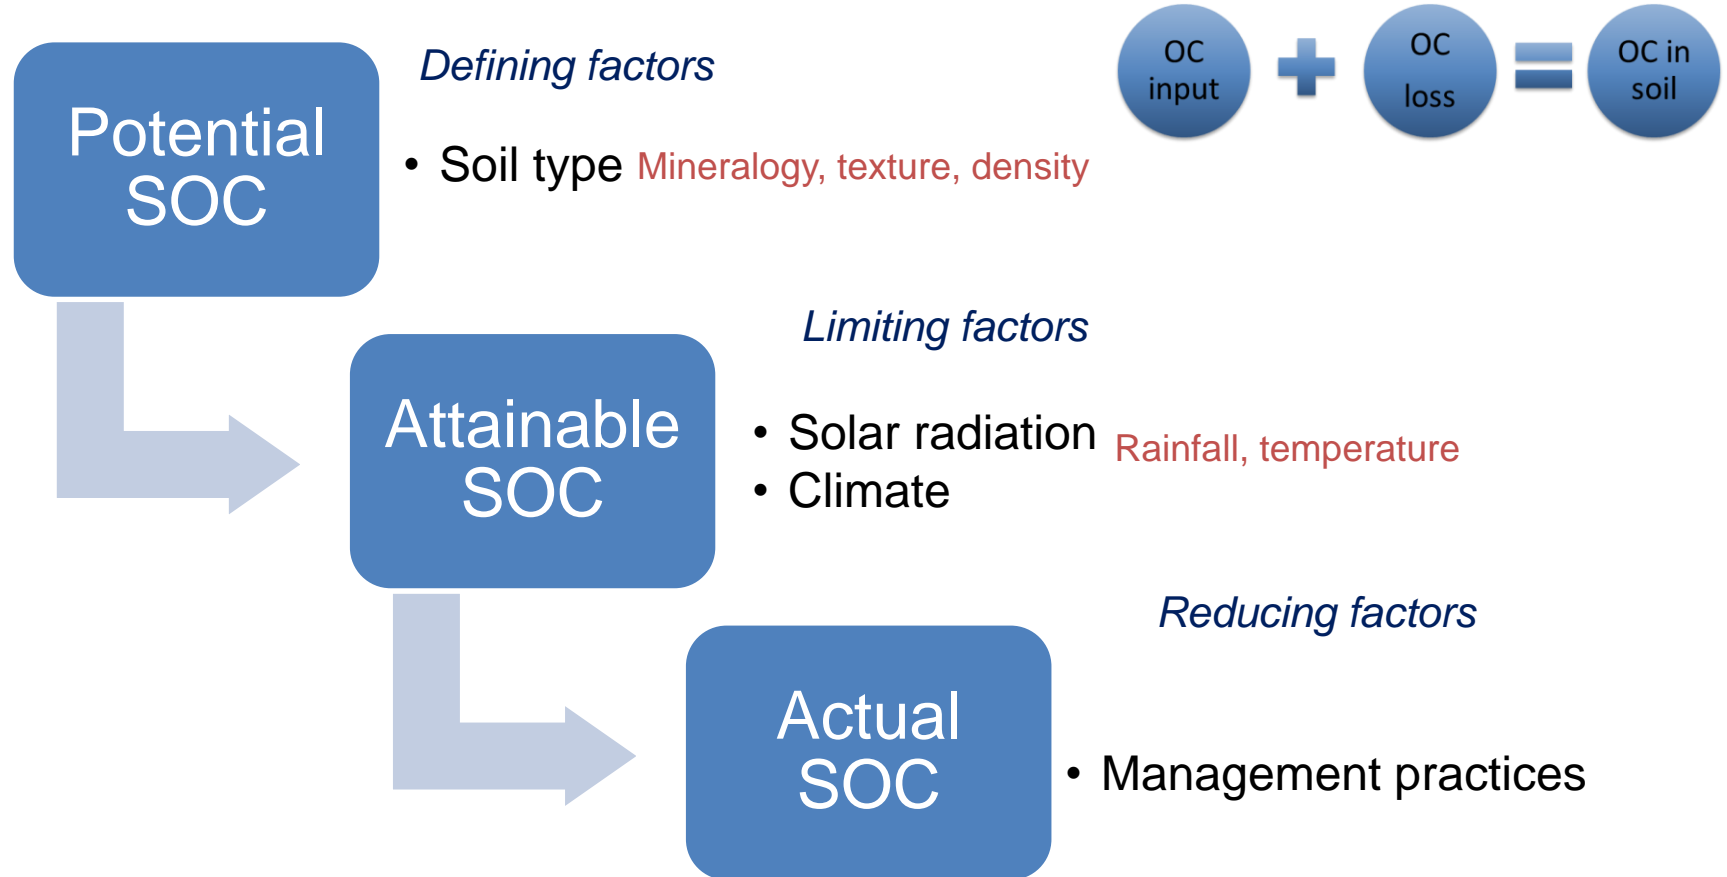 Defining factors
Potential
SOC
• Soil type Mineralogy, texture, density
OC
input
+
OC
loss
=
OC in
soil
Limiting factors
Attainable
SOC
• Solar radiation
• Climate
Rainfall, temperature
Reducing factors
Actual
SOC
• Management practices